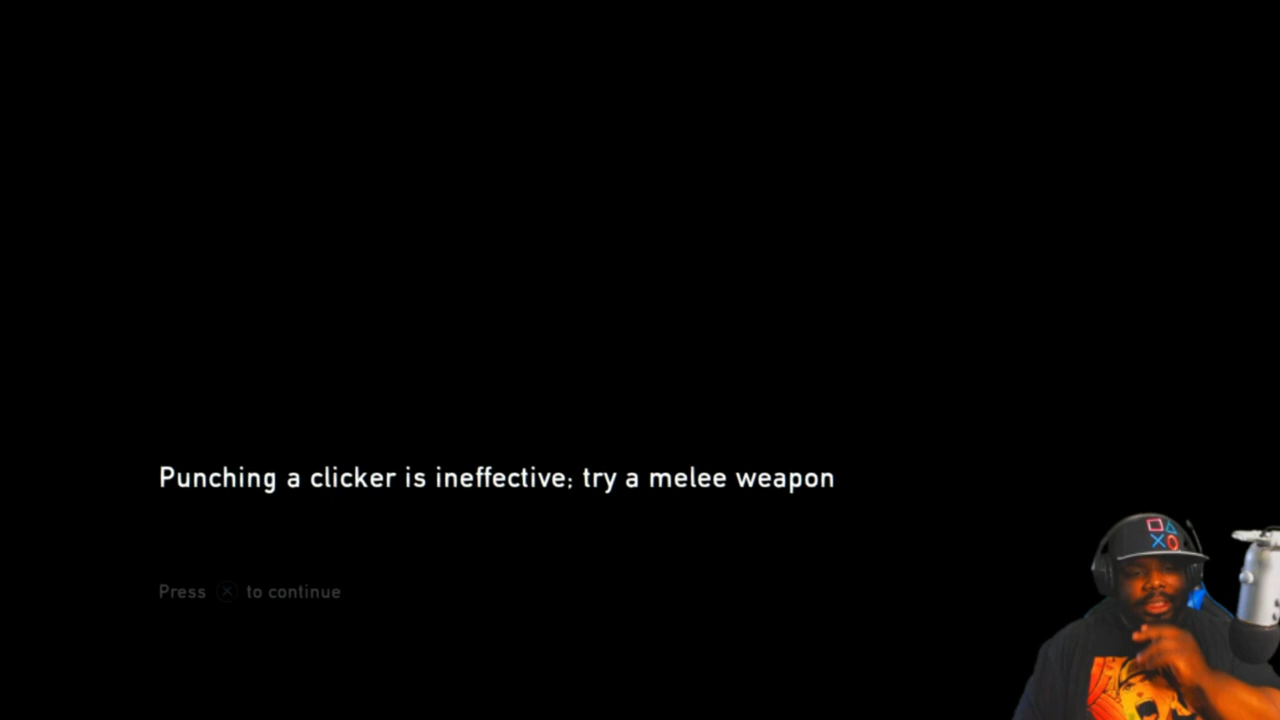 Punching a clicker is ineffective; try a melee weapon
Press ⓧ to continue